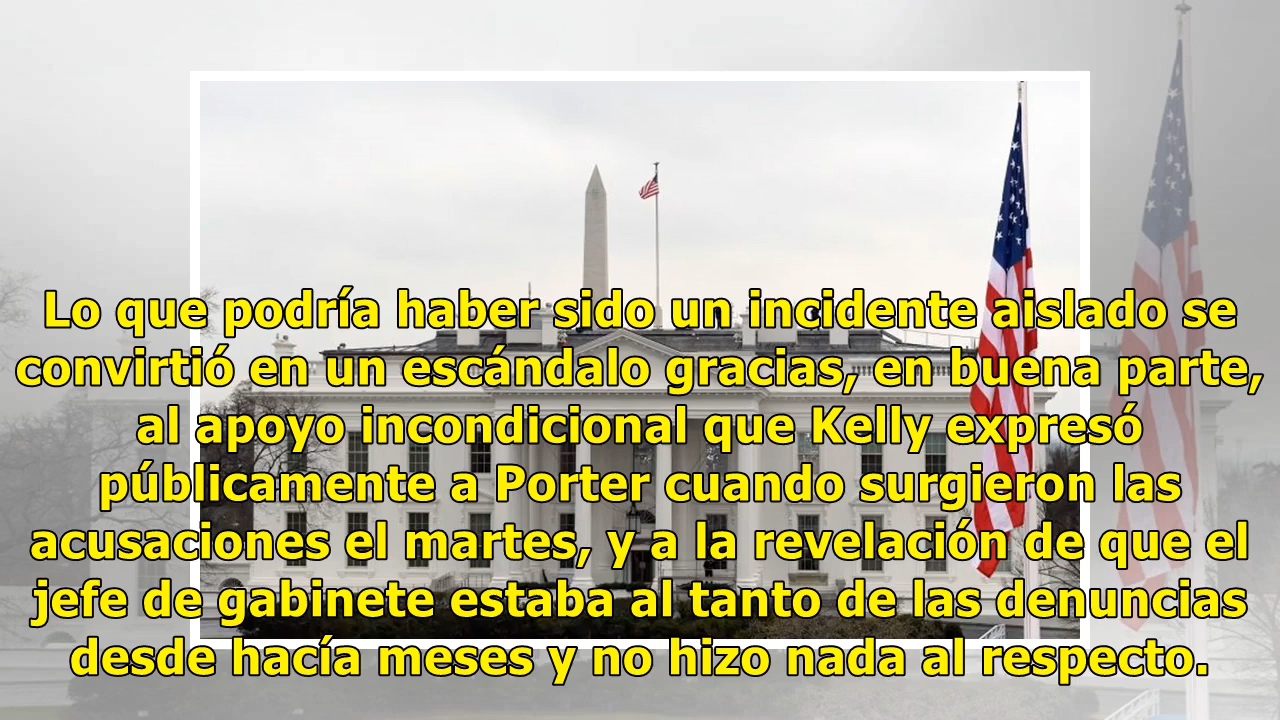 Lo que podría haber sido un incidente aislado se
convirtió en un escándalo gracias, en buena parte,
al apoyo incondicional que Kelly expresó
públicamente a Porter cuando surgieron las
acusaciones el martes, y a la revelación de que el
jefe de gabinete estaba al tanto de las denuncias
desde hacía meses y no hizo nada al respecto.